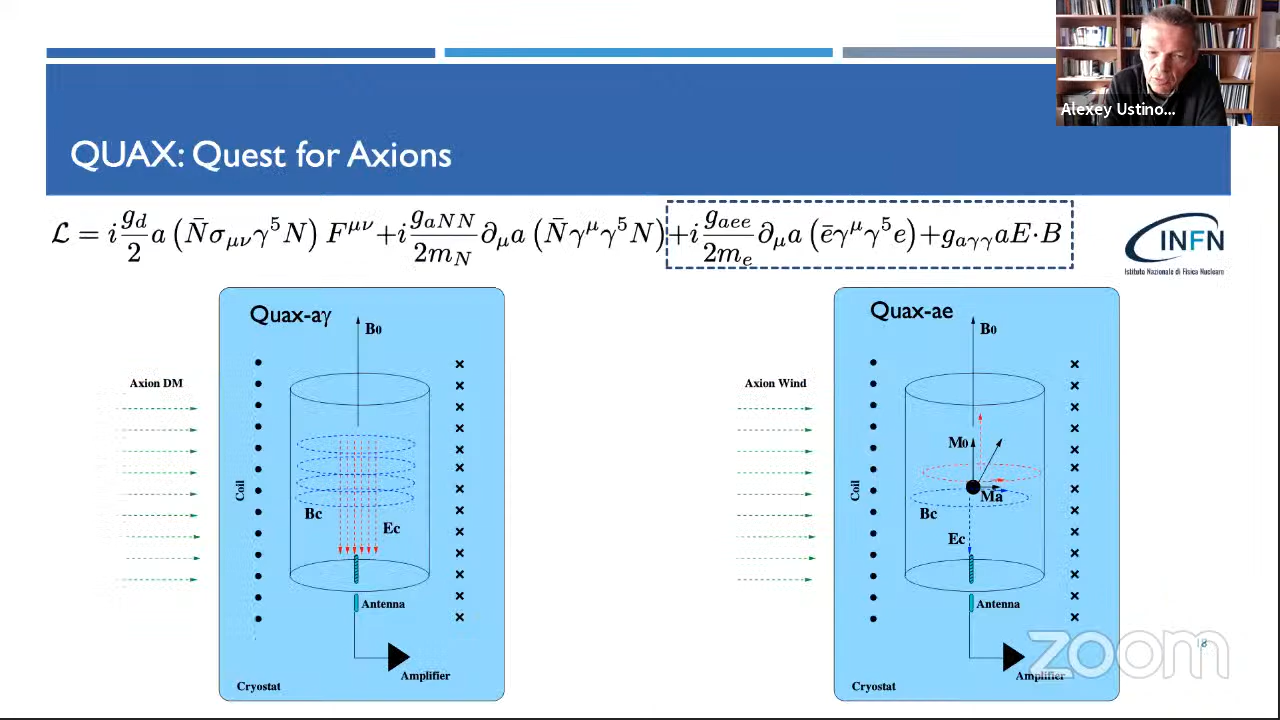 Alexey Ustino...
QUAX: Quest for Axions
ℒ = i g_d/2 a (N̄σ_μνγ^5N) F^μν + i g_aNN/2m_N ∂_μa (N̄γ^μγ^5N) + i g_aee/2m_e ∂_μa (ēγ^μγ^5e) + g_aγγ aE·B
INFN
Istituto Nazionale di Fisica Nucleare
Quax-aγ
B0
Axion DM
Coil
Bc
Ec
Antenna
Amplifier
Cryostat
Quax-ae
B0
Axion Wind
M0
Ma
Coil
Bc
Ec
Antenna
Amplifier
Cryostat
zoom
18